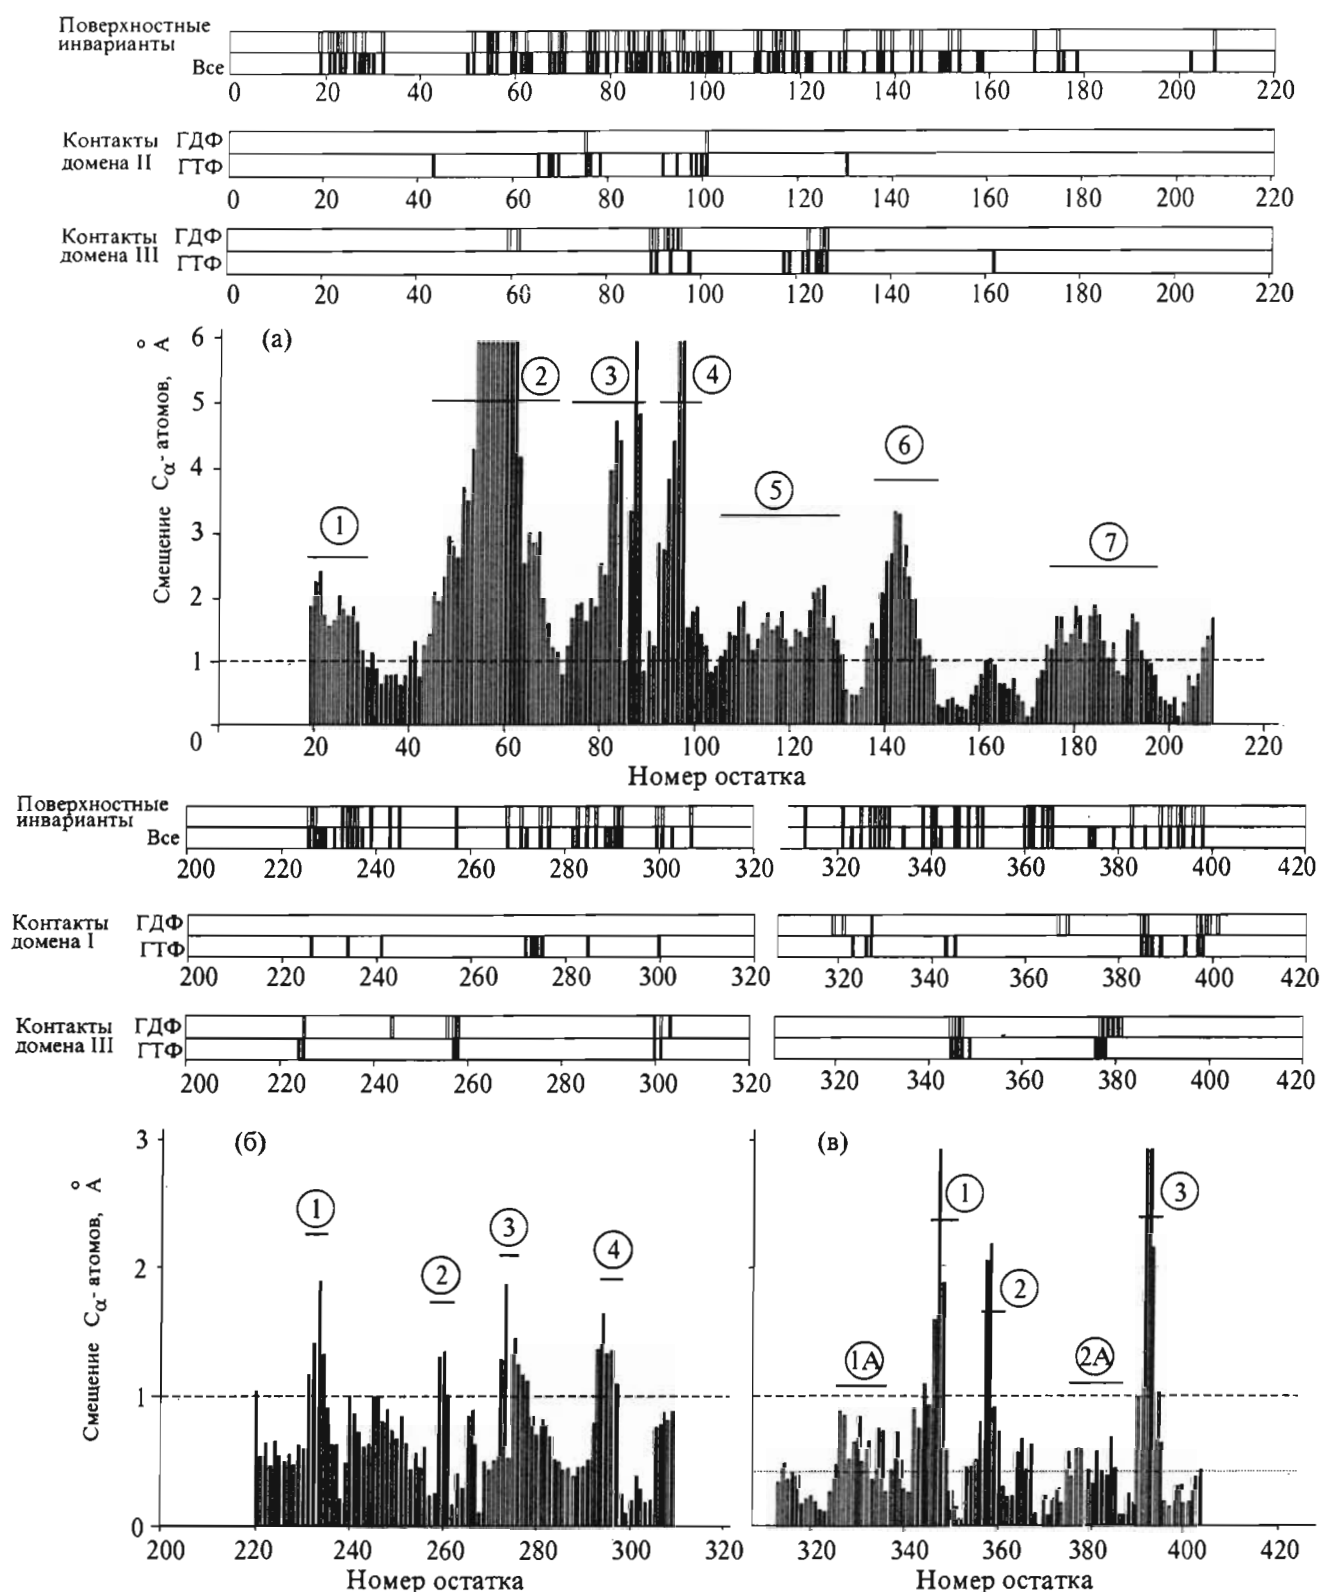 Поверхностные
инварианты
Все
0 20 40 60 80 100 120 140 160 180 200 220
Контакты ГДФ
домена II ГТФ
0 20 40 60 80 100 120 140 160 180 200 220
Контакты ГДФ
домена III ГТФ
0 20 40 60 80 100 120 140 160 180 200 220
(а)
Смещение Cα- атомов, Å
6
5
4
3
2
1
0
1 2 3 4 5 6 7
20 40 60 80 100 120 140 160 180 200 220
Номер остатка
Поверхностные
инварианты
Все
200 220 240 260 280 300 320 320 340 360 380 400 420
Контакты ГДФ
домена I ГТФ
200 220 240 260 280 300 320 320 340 360 380 400 420
Контакты ГДФ
домена III ГТФ
200 220 240 260 280 300 320 320 340 360 380 400 420
(б) (в)
Смещение Cα- атомов, Å
3
2
1
0
1 2 3 4
1А 1 2 2А 3
200 220 240 260 280 300 320 320 340 360 380 400 420
Номер остатка Номер остатка